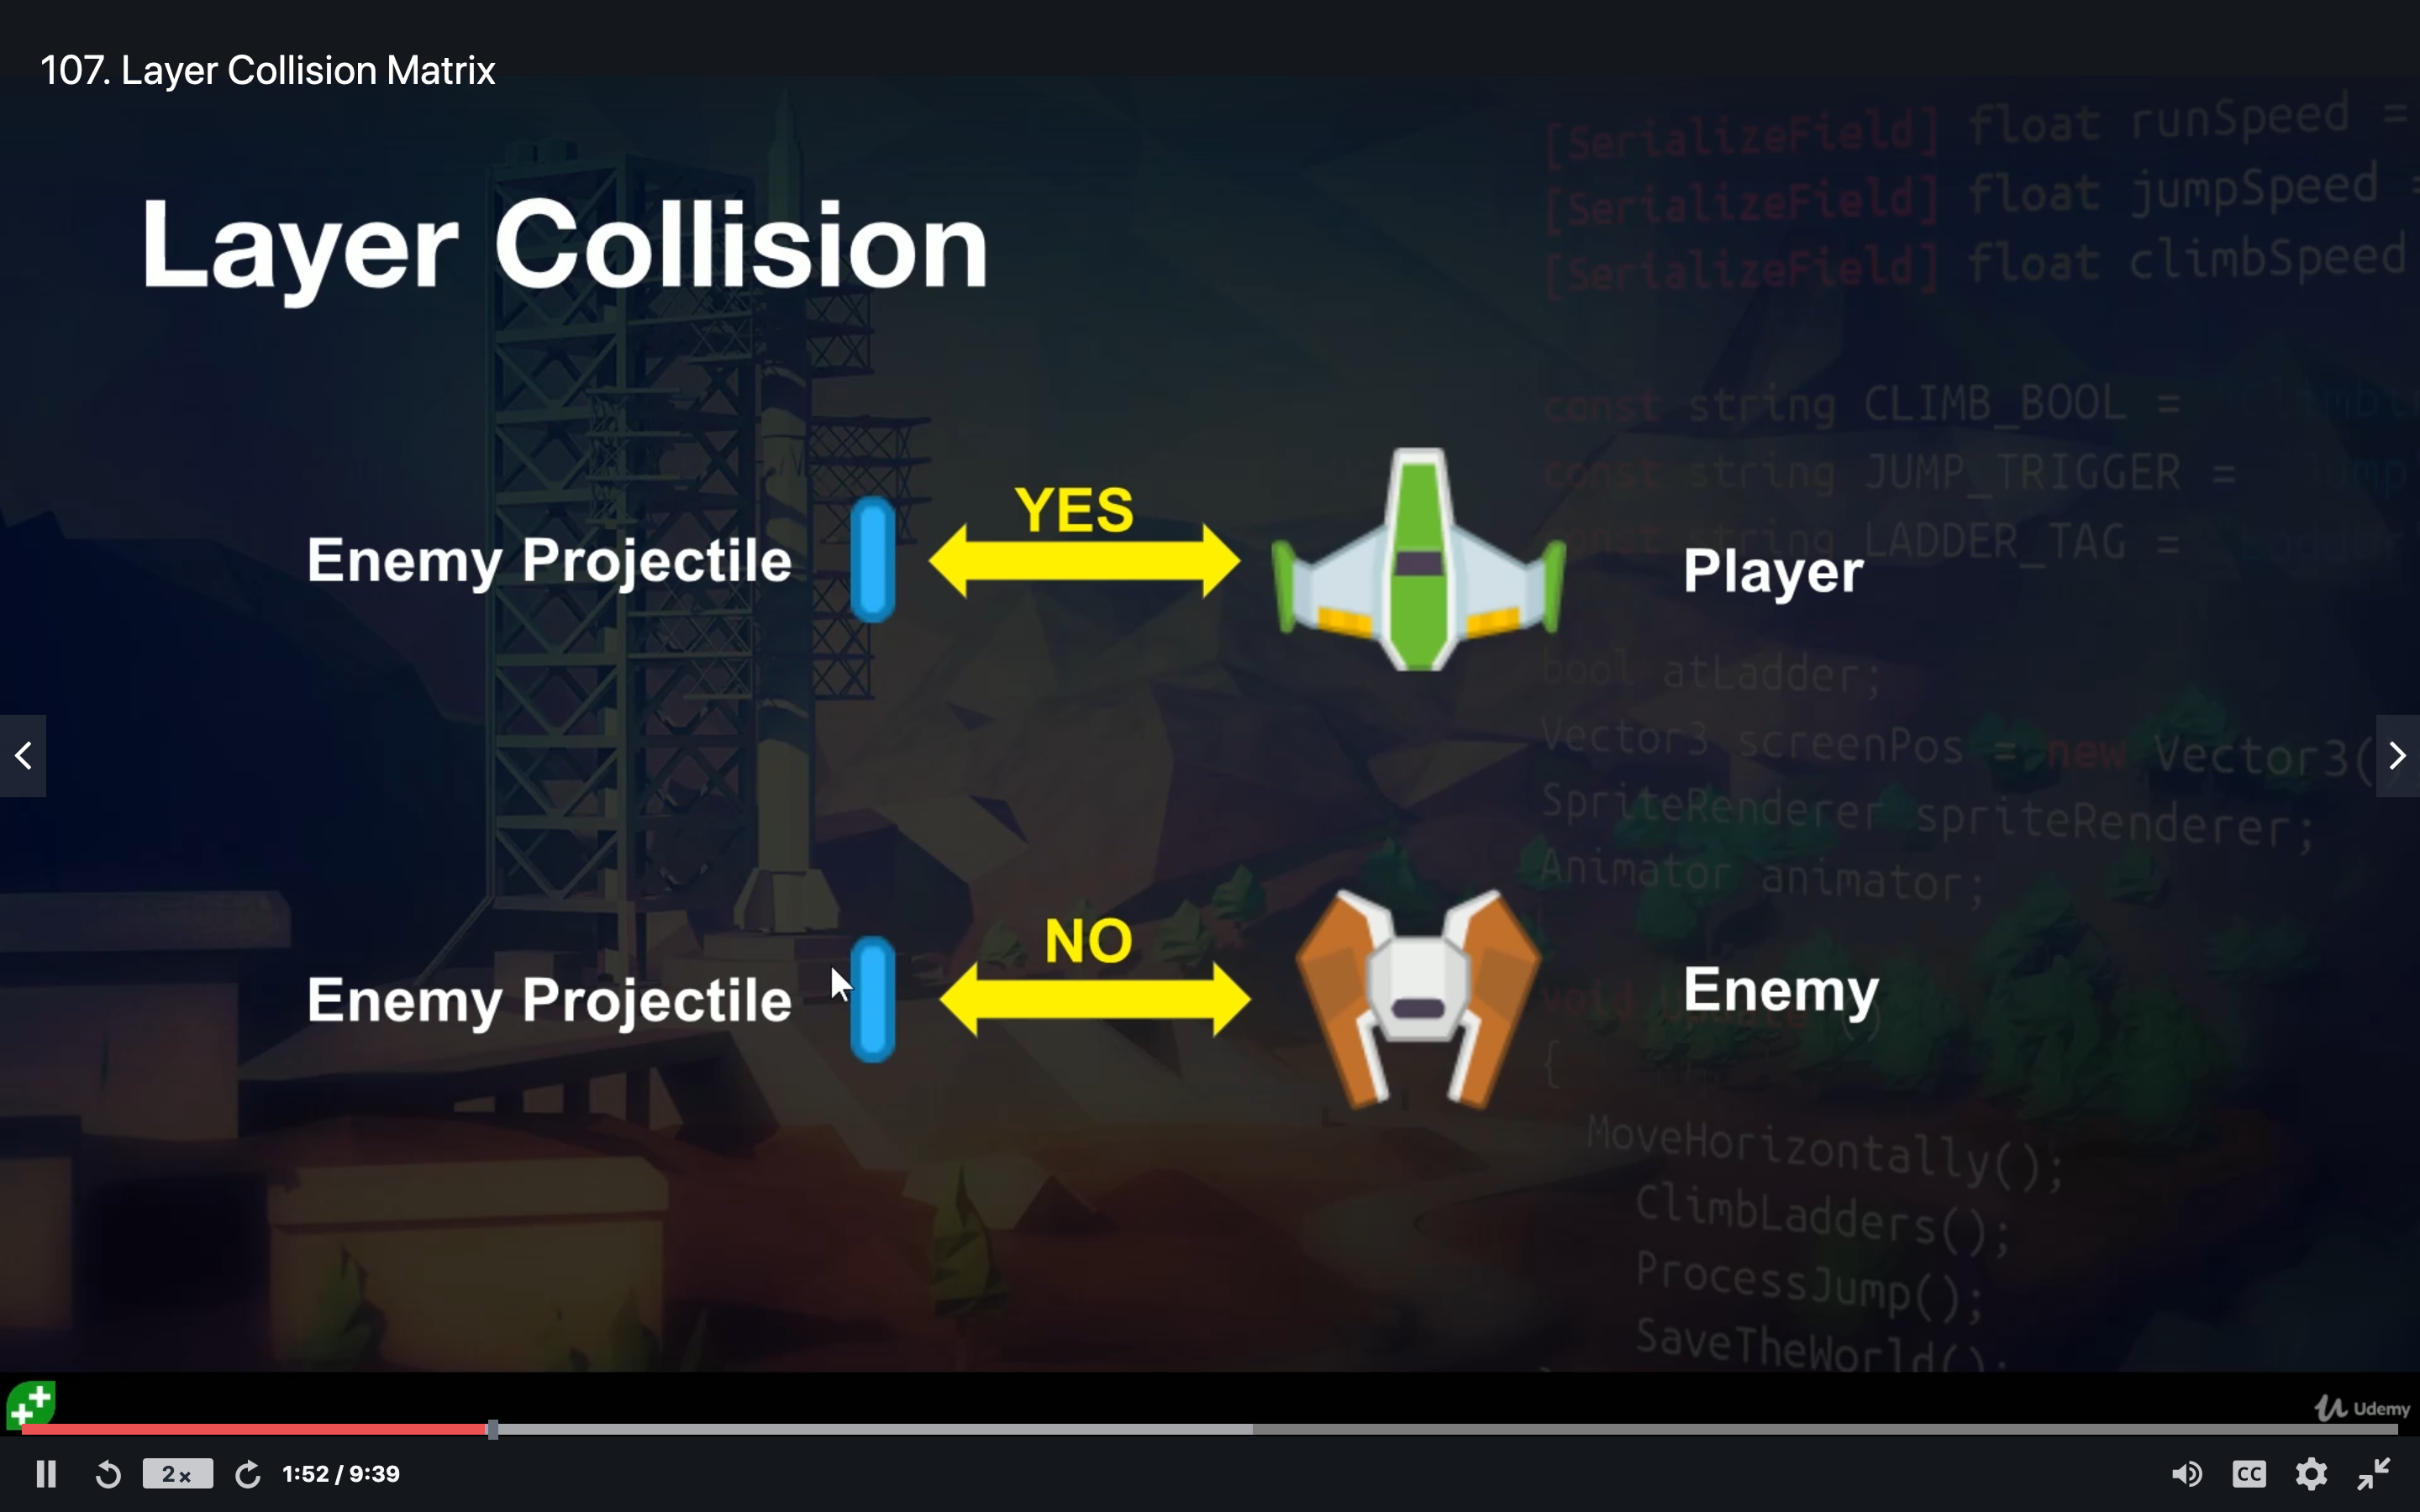 107. Layer Collision Matrix
[SerializeField] float runSpeed =
[SerializeField] float jumpSpeed =
[SerializeField] float climbSpeed
Layer Collision
const string CLIMB_BOOL =
const string JUMP_TRIGGER =
const string LADDER_TAG =
YES
Enemy Projectile
Player
bool atLadder;
Vector3 screenPos = new Vector3(
SpriteRenderer spriteRenderer;
Animator animator;
NO
Enemy Projectile
Enemy
{
MoveHorizontally();
ClimbLadders();
ProcessJump();
SaveTheWorld();
Udemy
2x
1:52 / 9:39
CC